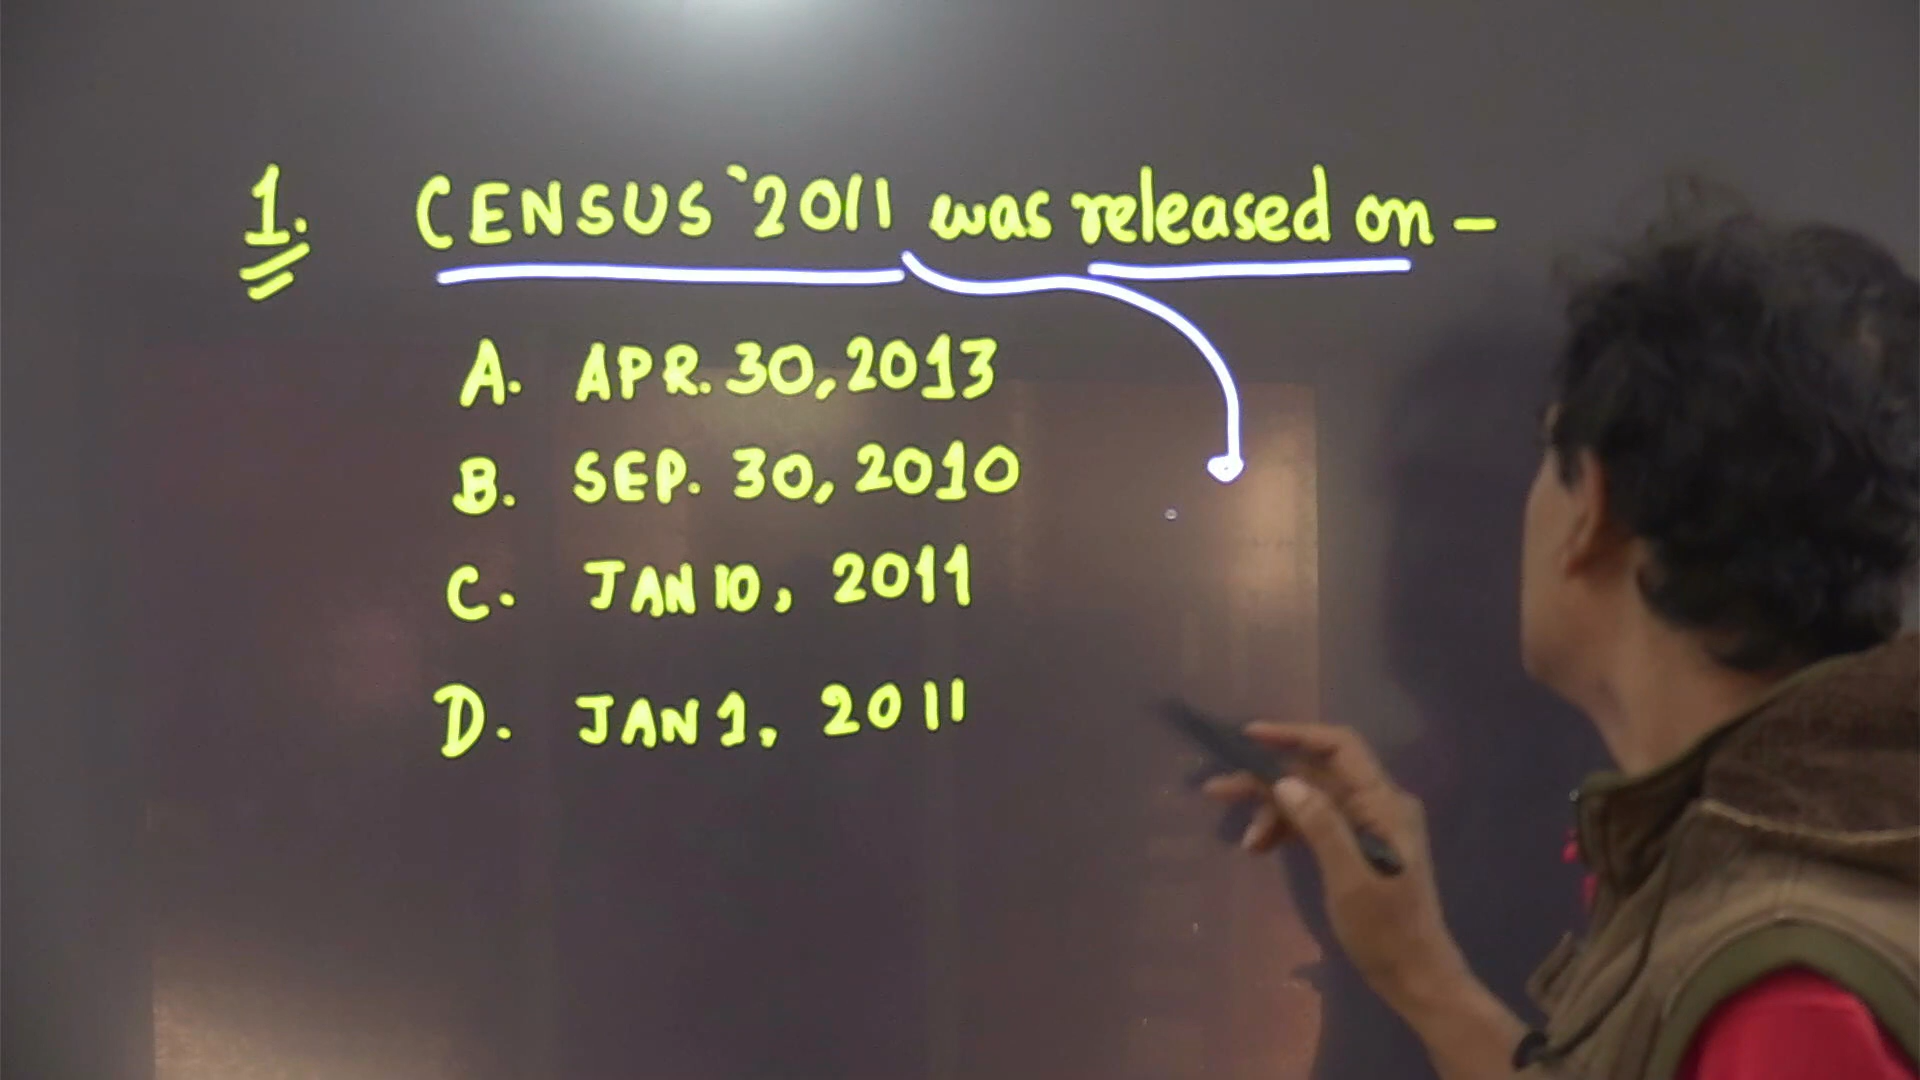 1. CENSUS `2011 was released on -
A. APR. 30, 2013
B. SEP. 30, 2010
C. JAN 10, 2011
D. JAN 1, 2011